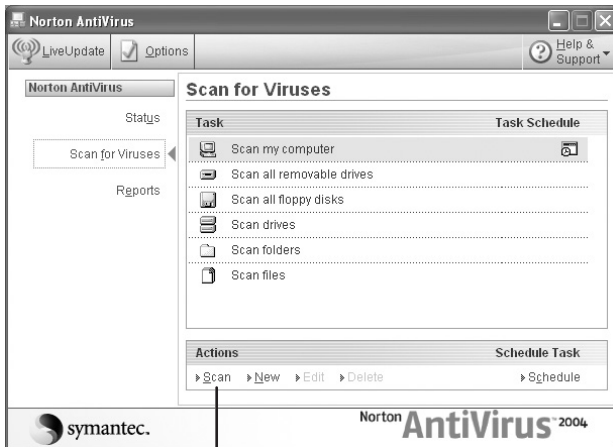 Norton AntiVirus
LiveUpdate Options Help & Support
Norton AntiVirus
Status
Scan for Viruses
Reports
Scan for Viruses
Task Task Schedule
Scan my computer
Scan all removable drives
Scan all floppy disks
Scan drives
Scan folders
Scan files
Actions Schedule Task
Scan New Edit Delete Schedule
symantec.
Norton AntiVirus 2004